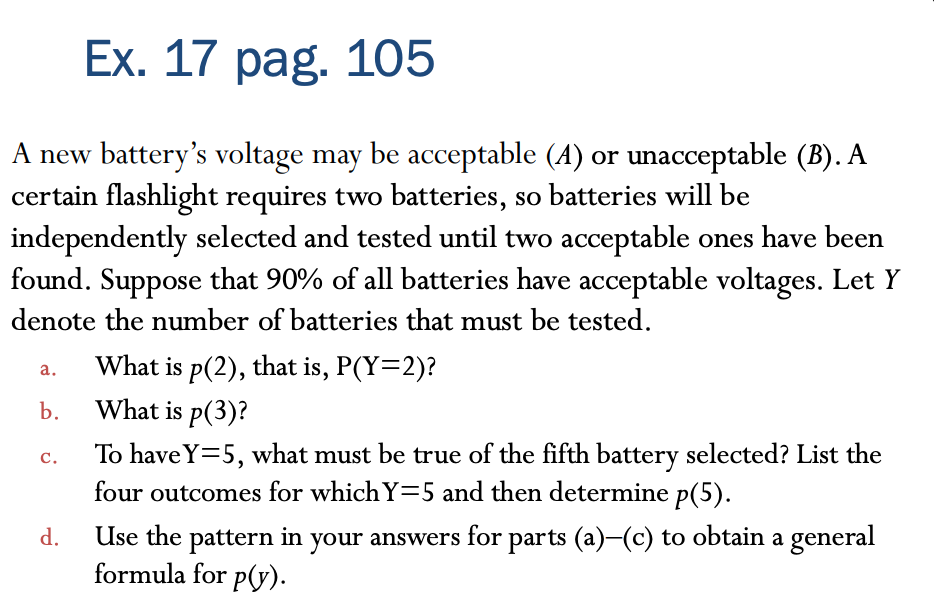 Ex. 17 pag. 105
A new battery's voltage may be acceptable (A) or unacceptable (B). A
certain flashlight requires two batteries, so batteries will be
independently selected and tested until two acceptable ones have been
found. Suppose that 90% of all batteries have acceptable voltages. Let Y
denote the number of batteries that must be tested.
a. What is p(2), that is, P(Y=2)?
b. What is p(3)?
c. To have Y=5, what must be true of the fifth battery selected? List the
four outcomes for which Y=5 and then determine p(5).
d. Use the pattern in your answers for parts (a)–(c) to obtain a general
formula for p(y).